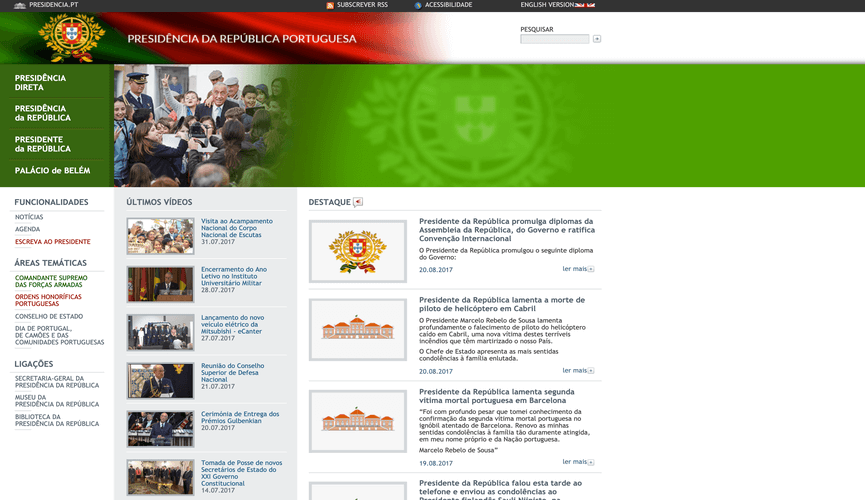 PRESIDENCIA.PT
SUBSCREVER RSS
ACESSIBILIDADE
ENGLISH VERSION
PRESIDÊNCIA DA REPÚBLICA PORTUGUESA
PESQUISAR
PRESIDÊNCIA
DIRETA
PRESIDÊNCIA
da REPÚBLICA
PRESIDENTE
da REPÚBLICA
PALÁCIO de BELÉM
FUNCIONALIDADES
NOTÍCIAS
AGENDA
ESCREVA AO PRESIDENTE
ÁREAS TEMÁTICAS
COMANDANTE SUPREMO
DAS FORÇAS ARMADAS
ORDENS HONORÍFICAS
PORTUGUESAS
CONSELHO DE ESTADO
DIA DE PORTUGAL,
DE CAMÕES E DAS
COMUNIDADES PORTUGUESAS
LIGAÇÕES
SECRETARIA-GERAL DA
PRESIDÊNCIA DA REPÚBLICA
MUSEU DA
PRESIDÊNCIA DA REPÚBLICA
BIBLIOTECA DA
PRESIDÊNCIA DA REPÚBLICA
ÚLTIMOS VÍDEOS
Visita ao Acampamento
Nacional do Corpo
Nacional de Escutas
31.07.2017
Encerramento do Ano
Letivo no Instituto
Universitário Militar
28.07.2017
Lançamento do novo
veículo elétrico da
Mitsubishi - eCanter
27.07.2017
Reunião do Conselho
Superior de Defesa
Nacional
21.07.2017
Cerimónia de Entrega dos
Prémios Gulbenkian
20.07.2017
Tomada de Posse de novos
Secretários de Estado do
XXI Governo
Constitucional
14.07.2017
DESTAQUE
Presidente da República promulga diplomas da
Assembleia da República, do Governo e ratifica
Convenção Internacional
O Presidente da República promulgou o seguinte diploma
do Governo:
20.08.2017
ler mais
Presidente da República lamenta a morte de
piloto de helicóptero em Cabril
O Presidente Marcelo Rebelo de Sousa lamenta
profundamente o falecimento de piloto do helicóptero
caído em Cabril, uma nova vítima destes terríveis
incêndios que têm martirizado o nosso País.
O Chefe de Estado apresenta as mais sentidas
condolências à família enlutada.
20.08.2017
ler mais
Presidente da República lamenta segunda
vítima mortal portuguesa em Barcelona
“Foi com profundo pesar que tomei conhecimento da
confirmação da segunda vítima mortal portuguesa no
ignóbil atentado de Barcelona. Renovo as minhas
sentidas condolências à família tão duramente atingida,
em meu nome próprio e da Nação portuguesa.
Marcelo Rebelo de Sousa”
19.08.2017
ler mais
Presidente da República falou esta tarde ao
telefone e enviou as condolências ao